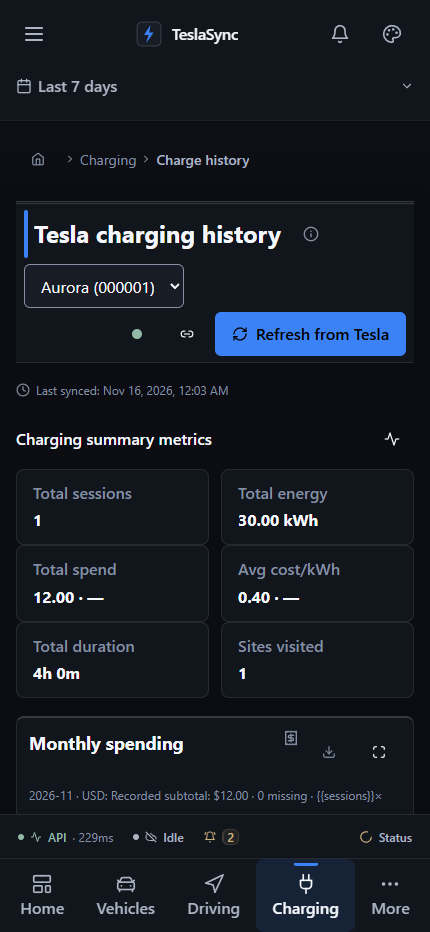 TeslaSync
Last 7 days
Charging
Charge history
Tesla charging history
Aurora (000001)
Refresh from Tesla
Last synced: Nov 16, 2026, 12:03 AM
Charging summary metrics
Total sessions
1
Total energy
30.00 kWh
Total spend
12.00 · —
Avg cost/kWh
0.40 · —
Total duration
4h 0m
Sites visited
1
Monthly spending
2026-11 · USD: Recorded subtotal: $12.00 · 0 missing · {{sessions}}×
API · 229ms
Idle
2
Status
Home
Vehicles
Driving
Charging
More